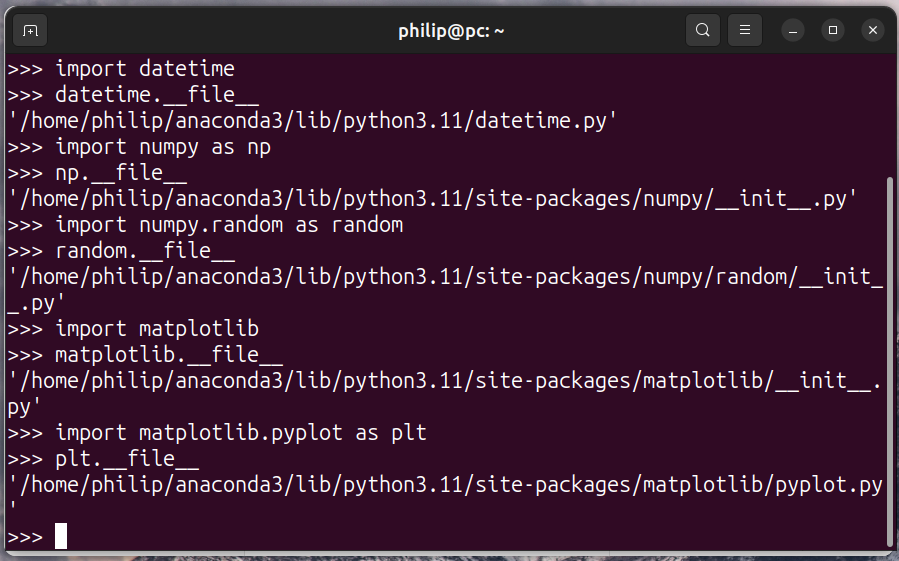 philip@pc: ~
>>> import datetime
>>> datetime.__file__
'/home/philip/anaconda3/lib/python3.11/datetime.py'
>>> import numpy as np
>>> np.__file__
'/home/philip/anaconda3/lib/python3.11/site-packages/numpy/__init__.py'
>>> import numpy.random as random
>>> random.__file__
'/home/philip/anaconda3/lib/python3.11/site-packages/numpy/random/__init_
_.py'
>>> import matplotlib
>>> matplotlib.__file__
'/home/philip/anaconda3/lib/python3.11/site-packages/matplotlib/__init__.
py'
>>> import matplotlib.pyplot as plt
>>> plt.__file__
'/home/philip/anaconda3/lib/python3.11/site-packages/matplotlib/pyplot.py
'
>>>